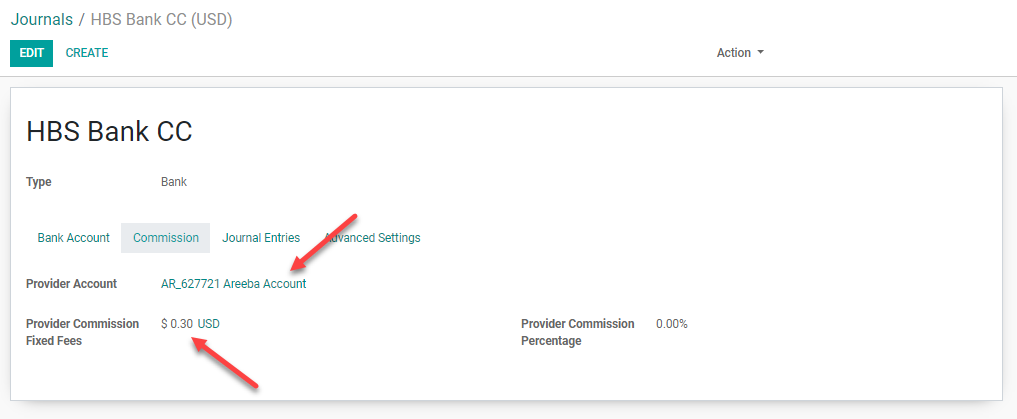 Journals / HBS Bank CC (USD)
EDIT CREATE Action
HBS Bank CC
Type Bank
Bank Account Commission Journal Entries Advanced Settings
Provider Account AR_627721 Areeba Account
Provider Commission Fixed Fees $ 0.30 USD
Provider Commission Percentage 0.00%